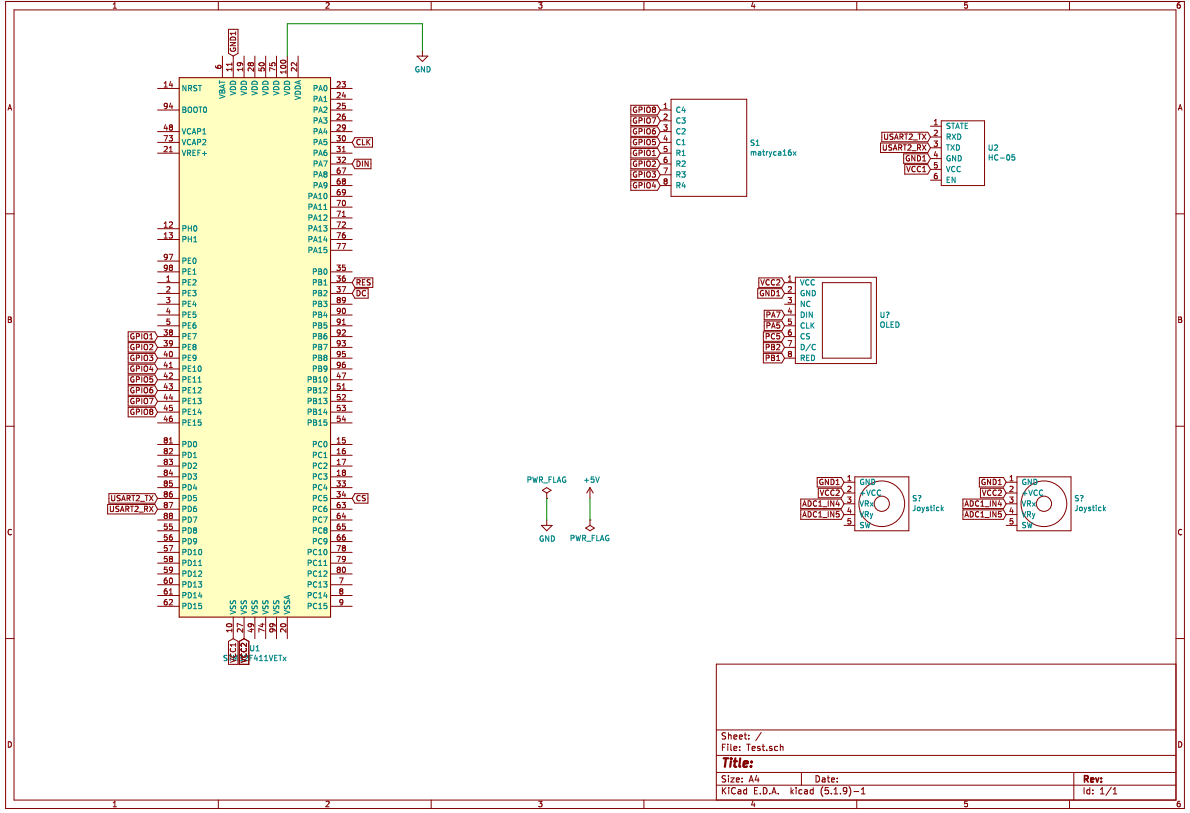 1 2 3 4 5 6
A
B
C
D
GND1
6 11 19 28 50 75 100 22
VBAT VDD VDD VDD VDD VDD VDD VDDA
GND
14 NRST
94 BOOT0
48 VCAP1
73 VCAP2
21 VREF+
12 PH0
13 PH1
97 PE0
98 PE1
1 PE2
2 PE3
3 PE4
4 PE5
5 PE6
GPIO1 38 PE7
GPIO2 39 PE8
GPIO3 40 PE9
GPIO4 41 PE10
GPIO5 42 PE11
GPIO6 43 PE12
GPIO7 44 PE13
GPIO8 45 PE14
46 PE15
81 PD0
82 PD1
83 PD2
84 PD3
85 PD4
USART2_TX 86 PD5
USART2_RX 87 PD6
88 PD7
55 PD8
56 PD9
57 PD10
58 PD11
59 PD12
60 PD13
61 PD14
62 PD15
PA0 23
PA1 24
PA2 25
PA3 26
PA4 29
PA5 30 CLK
PA6 31
PA7 32 DIN
PA8 67
PA9 68
PA10 69
PA11 70
PA12 71
PA13 72
PA14 76
PA15 77
PB0 35
PB1 36 RES
PB2 37 DC
PB3 89
PB4 90
PB5 91
PB6 92
PB7 93
PB8 95
PB9 96
PB10 47
PB12 51
PB13 52
PB14 53
PB15 54
PC0 15
PC1 16
PC2 17
PC3 18
PC4 33
PC5 34 CS
PC6 63
PC7 64
PC8 65
PC9 66
PC10 78
PC11 79
PC12 80
PC13 7
PC14 8
PC15 9
VSS VSS VSS VSS VSS VSSA
10 27 49 74 99 20
VCC1 VCC2
U1
F411VETx
GPIO8 1 C4
GPIO7 2 C3
GPIO6 3 C2
GPIO5 4 C1
GPIO1 5 R1
GPIO2 6 R2
GPIO3 7 R3
GPIO4 8 R4
S1
matryca16x
1 STATE
USART2_TX 2 RXD
USART2_RX 3 TXD
GND1 4 GND
VCC1 5 VCC
6 EN
U2
HC-05
VCC2 1 VCC
GND1 2 GND
3 NC
PA7 4 DIN
PA5 5 CLK
PC5 6 CS
PB2 7 D/C
PB1 8 RED
U?
OLED
PWR_FLAG
GND
+5V
PWR_FLAG
GND1 1 GND
VCC2 2 +VCC
ADC1_IN4 3 VRx
ADC1_IN5 4 VRy
5 SW
S?
Joystick
GND1 1 GND
VCC2 2 +VCC
ADC1_IN4 3 VRx
ADC1_IN5 4 VRy
5 SW
S?
Joystick
Sheet: /
File: Test.sch
Title:
Size: A4 Date: Rev:
KiCad E.D.A. kicad (5.1.9)-1 Id: 1/1
A
B
C
D
1 2 3 4 5 6